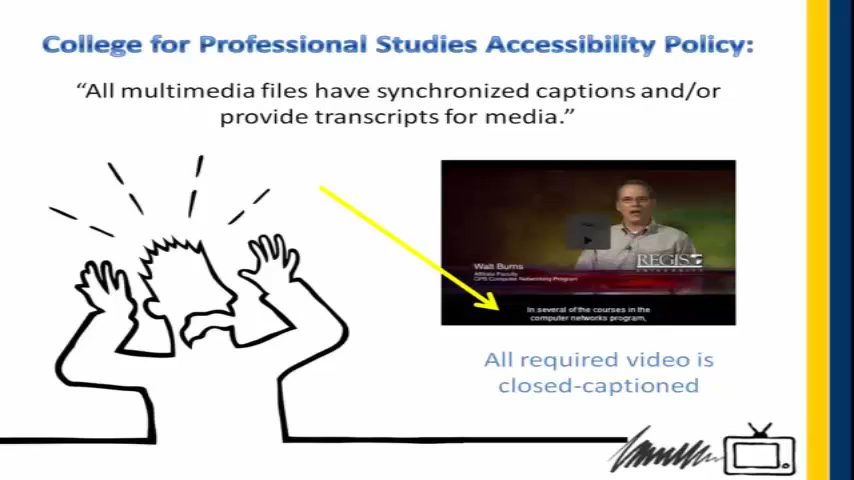 College for Professional Studies Accessibility Policy:
“All multimedia files have synchronized captions and/or
provide transcripts for media.”
Walt Burns
Affiliate Faculty
CPS Computer Networking Program
REGIS
UNIVERSITY
In several of the courses in the
computer networks program,
All required video is
closed-captioned